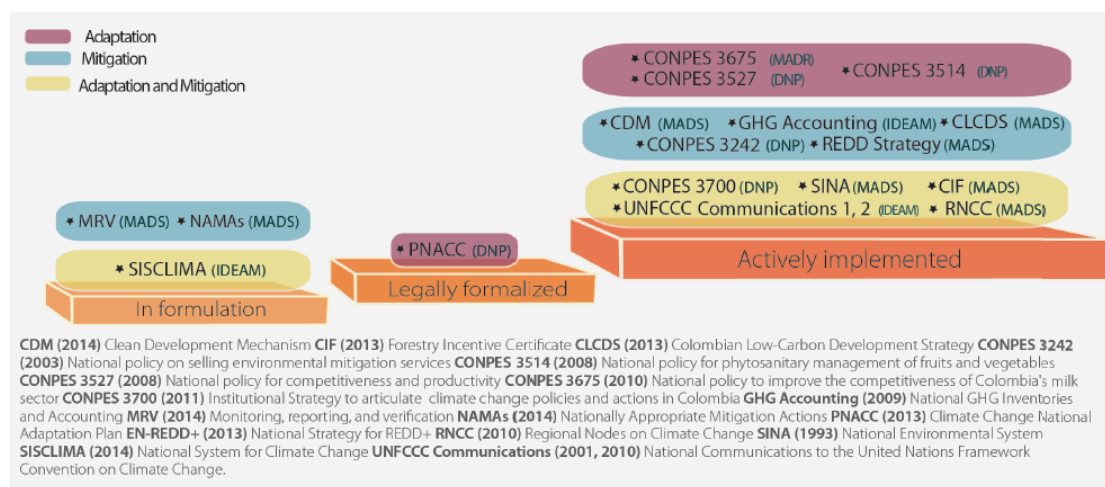 Adaptation
Mitigation
Adaptation and Mitigation
* CONPES 3675 (MADR)
* CONPES 3527 (DNP)
* CONPES 3514 (DNP)
* CDM (MADS) * GHG Accounting (IDEAM) * CLCDS (MADS)
* CONPES 3242 (DNP) * REDD Strategy (MADS)
* CONPES 3700 (DNP) * SINA (MADS) * CIF (MADS)
* UNFCCC Communications 1, 2 (IDEAM) * RNCC (MADS)
Actively implemented
* PNACC (DNP)
Legally formalized
* MRV (MADS) * NAMAs (MADS)
* SISCLIMA (IDEAM)
In formulation
CDM (2014) Clean Development Mechanism CIF (2013) Forestry Incentive Certificate CLCDS (2013) Colombian Low-Carbon Development Strategy CONPES 3242
(2003) National policy on selling environmental mitigation services CONPES 3514 (2008) National policy for phytosanitary management of fruits and vegetables
CONPES 3527 (2008) National policy for competitiveness and productivity CONPES 3675 (2010) National policy to improve the competitiveness of Colombia's milk
sector CONPES 3700 (2011) Institutional Strategy to articulate climate change policies and actions in Colombia GHG Accounting (2009) National GHG Inventories
and Accounting MRV (2014) Monitoring, reporting, and verification NAMAs (2014) Nationally Appropriate Mitigation Actions PNACC (2013) Climate Change National
Adaptation Plan EN-REDD+ (2013) National Strategy for REDD+ RNCC (2010) Regional Nodes on Climate Change SINA (1993) National Environmental System
SISCLIMA (2014) National System for Climate Change UNFCCC Communications (2001, 2010) National Communications to the United Nations Framework
Convention on Climate Change.